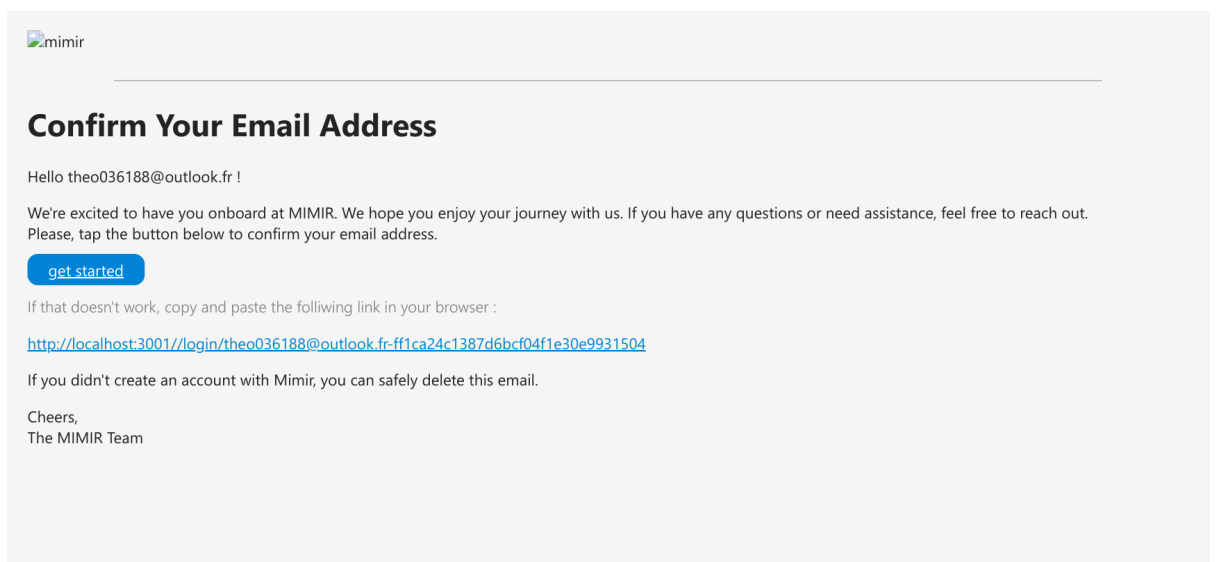 mimir
Confirm Your Email Address
Hello theo036188@outlook.fr !
We're excited to have you onboard at MIMIR. We hope you enjoy your journey with us. If you have any questions or need assistance, feel free to reach out.
Please, tap the button below to confirm your email address.
get started
If that doesn't work, copy and paste the folliwing link in your browser :
http://localhost:3001//login/theo036188@outlook.fr-ff1ca24c1387d6bcf04f1e30e9931504
If you didn't create an account with Mimir, you can safely delete this email.
Cheers,
The MIMIR Team